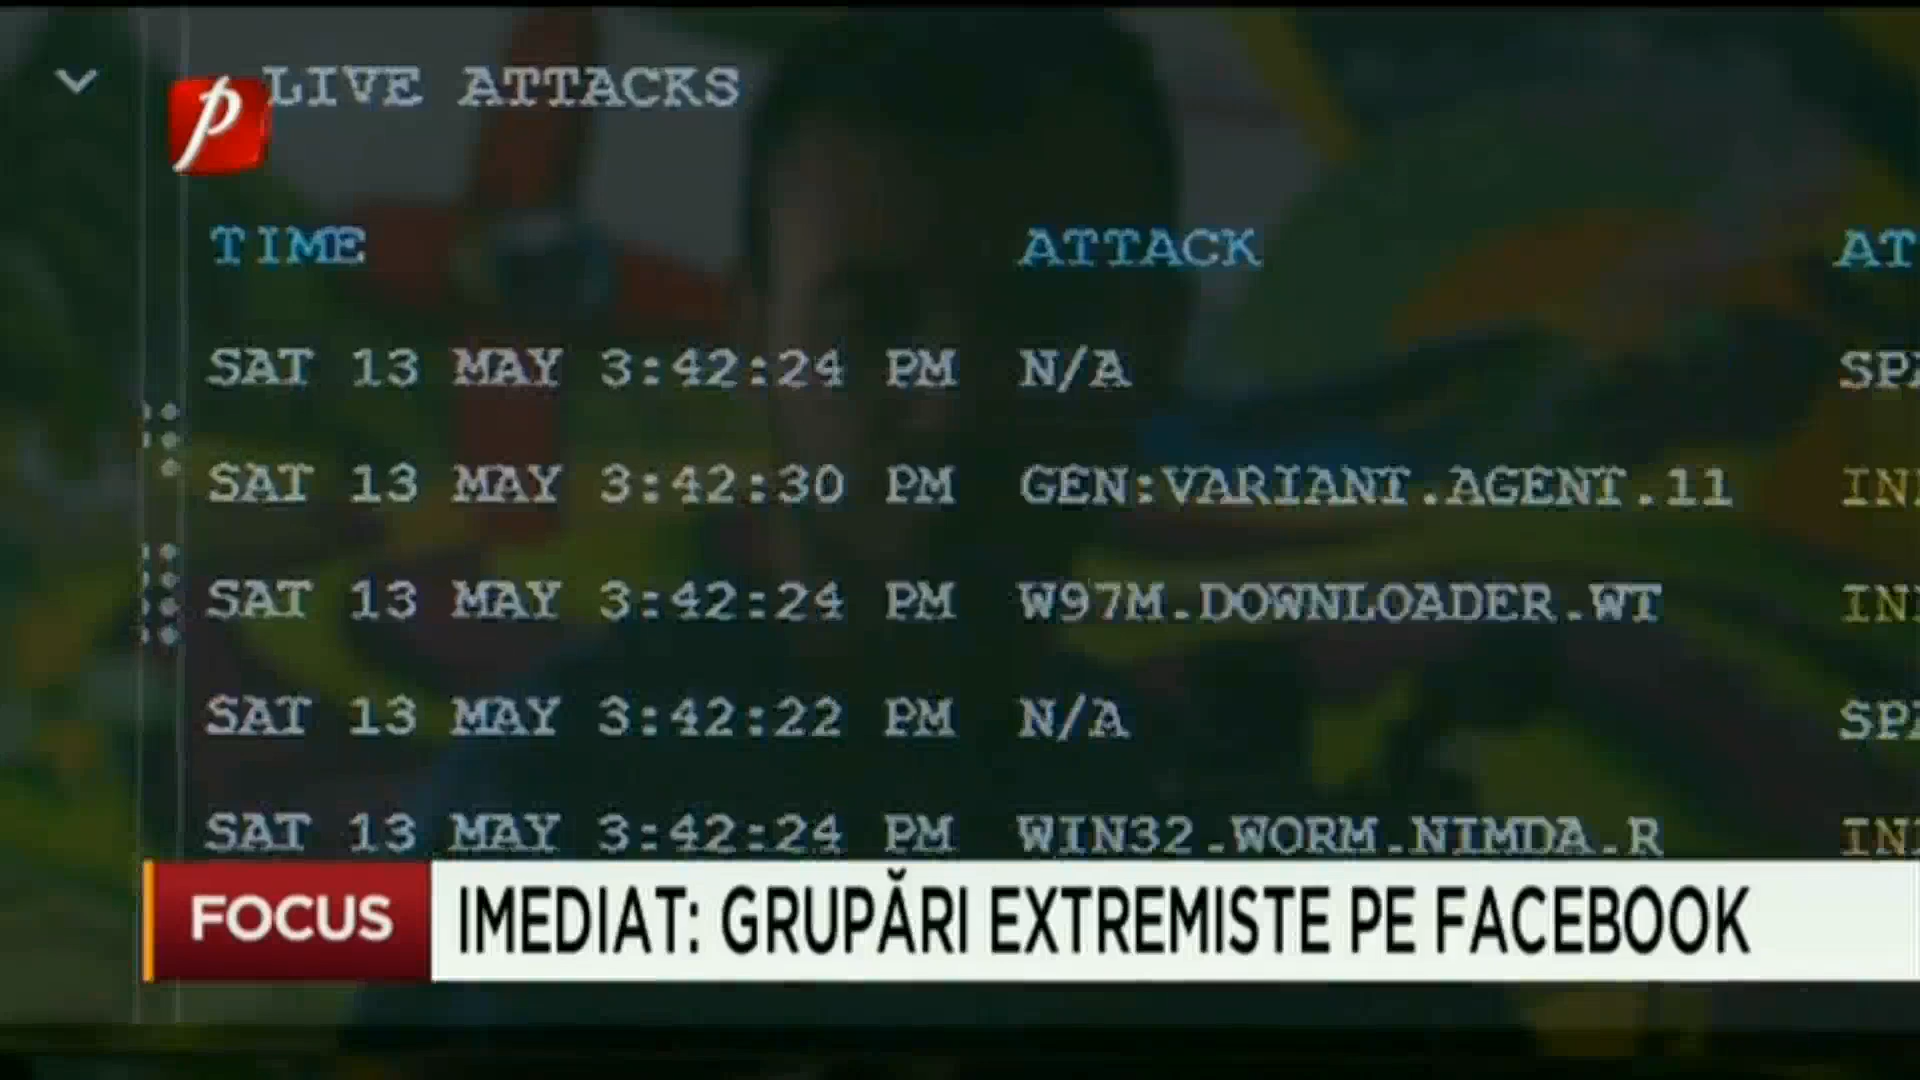 LIVE ATTACKS
TIME ATTACK
SAT 13 MAY 3:42:24 PM N/A
SAT 13 MAY 3:42:30 PM GEN:VARIANT.AGENT.11
SAT 13 MAY 3:42:24 PM W97M.DOWNLOADER.WT
SAT 13 MAY 3:42:22 PM N/A
SAT 13 MAY 3:42:24 PM WIN32.WORM.NIMDA.R
FOCUS IMEDIAT: GRUPĂRI EXTREMISTE PE FACEBOOK